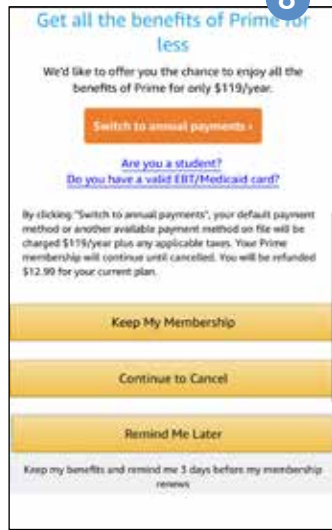 8
Get all the benefits of Prime for
less
We'd like to offer you the chance to enjoy all the
benefits of Prime for only $119/year.
Switch to annual payments ›
Are you a student?
Do you have a valid EBT/Medicaid card?
By clicking "Switch to annual payments", your default payment
method or another available payment method on file will be
charged $119/year plus any applicable taxes. Your Prime
membership will continue until cancelled. You will be refunded
$12.99 for your current plan.
Keep My Membership
Continue to Cancel
Remind Me Later
Keep my benefits and remind me 3 days before my membership
renews